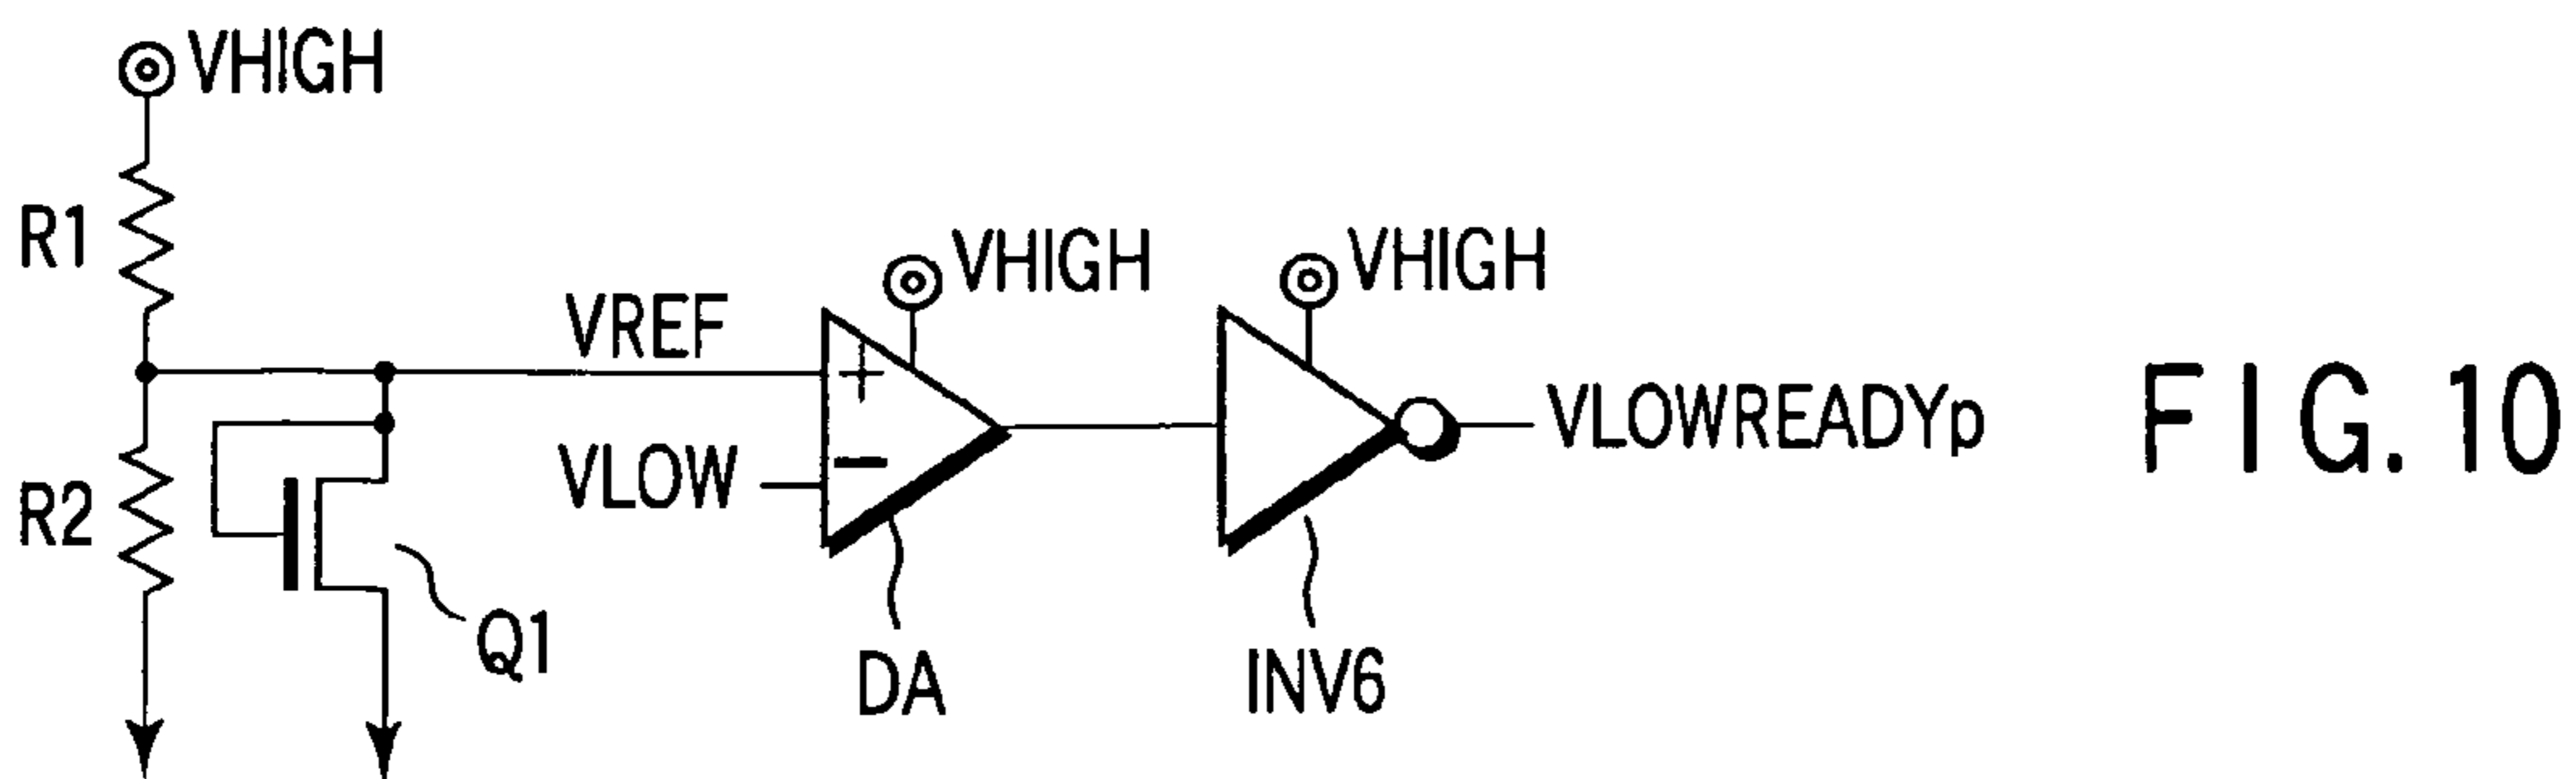 VHIGH
R1
VHIGH
VHIGH
VREF
+
VLOW
−
VLOWREADYp
FIG. 10
R2
Q1
DA
INV6